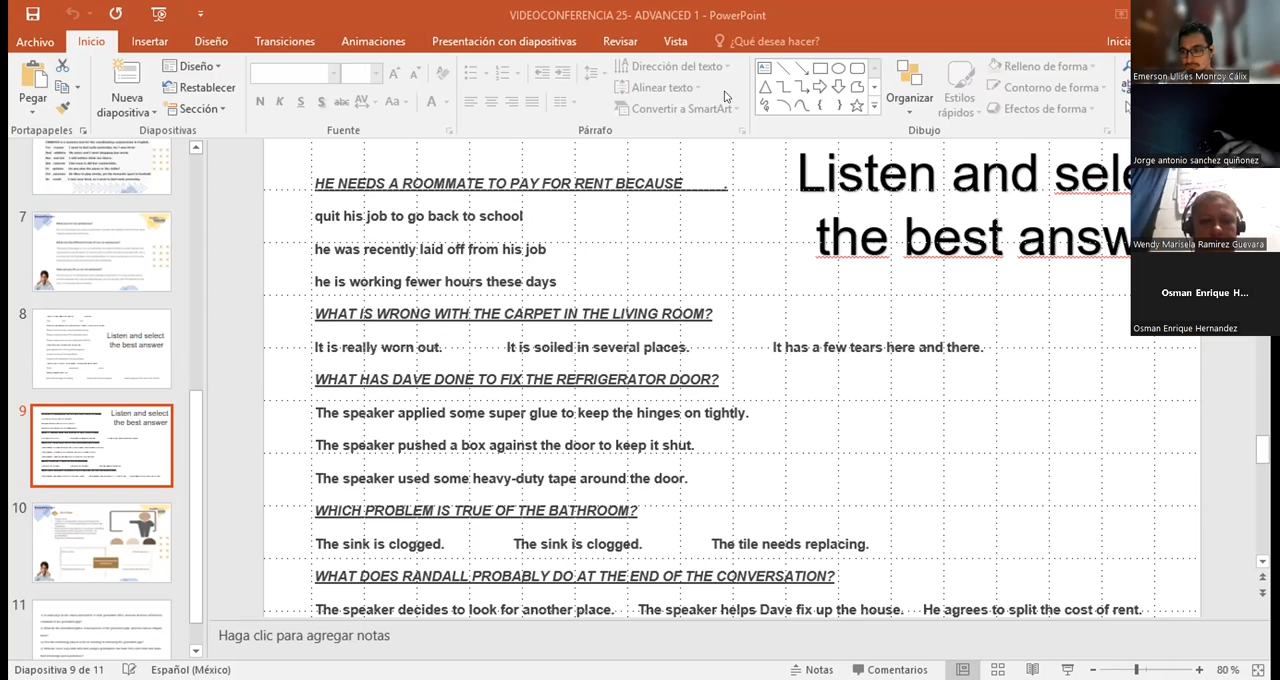 VIDEOCONFERENCIA 25- ADVANCED 1 - PowerPoint
Archivo Inicio Insertar Diseño Transiciones Animaciones Presentación con diapositivas Revisar Vista ¿Qué desea hacer? Inicia
Pegar
Nueva diapositiva
Diseño
Restablecer
Sección
N K S S abc AV Aa A
Dirección del texto
Alinear texto
Convertir a SmartArt
Organizar
Estilos rápidos
Relleno de forma
Contorno de forma
Efectos de forma
Portapapeles Diapositivas Fuente Párrafo Dibujo
Emerson Ulises Monroy Cálix
Jorge antonio sanchez quiñonez
Wendy Marisela Ramirez Guevara
Osman Enrique H...
Osman Enrique Hernandez
7
8
Listen and select
the best answer
9
Listen and select
the best answer
10
11
Listen and sele
the best answ
HE NEEDS A ROOMMATE TO PAY FOR RENT BECAUSE______.
quit his job to go back to school
he was recently laid off from his job
he is working fewer hours these days
WHAT IS WRONG WITH THE CARPET IN THE LIVING ROOM?
It is really worn out. is soiled in several places. has a few tears here and there.
WHAT HAS DAVE DONE TO FIX THE REFRIGERATOR DOOR?
The speaker applied some super glue to keep the hinges on tightly.
The speaker pushed a box against the door to keep it shut.
The speaker used some heavy-duty tape around the door.
WHICH PROBLEM IS TRUE OF THE BATHROOM?
The sink is clogged. The sink is clogged. The tile needs replacing.
WHAT DOES RANDALL PROBABLY DO AT THE END OF THE CONVERSATION?
The speaker decides to look for another place. The speaker helps Dave fix up the house. He agrees to split the cost of rent.
Haga clic para agregar notas
Diapositiva 9 de 11 Español (México) Notas Comentarios 80 %